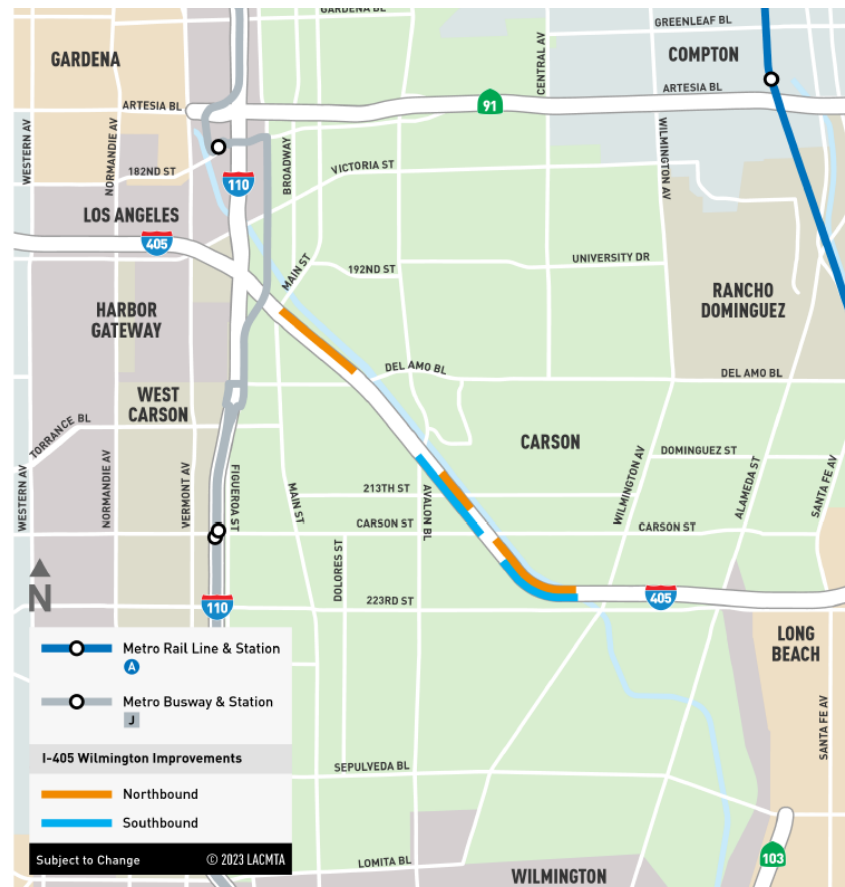 GARDENA BL
GREENLEAF BL
GARDENA
CENTRAL AV
COMPTON
ARTESIA BL
91
ARTESIA BL
WESTERN AV
NORMANDIE AV
BROADWAY
WILMINGTON AV
182ND ST
VICTORIA ST
110
LOS ANGELES
405
MAIN ST
192ND ST
UNIVERSITY DR
HARBOR
GATEWAY
RANCHO
DOMINGUEZ
DEL AMO BL
DEL AMO BL
WEST
CARSON
TORRANCE BL
CARSON
DOMINGUEZ ST
WESTERN AV
NORMANDIE AV
VERMONT AV
FIGUEROA ST
MAIN ST
213TH ST
AVALON BL
WILMINGTON AV
ALAMEDA ST
SANTA FE AV
CARSON ST
CARSON ST
DOLORES ST
N
110
223RD ST
405
LONG
BEACH
Metro Rail Line & Station
A
Metro Busway & Station
J
SANTA FE AV
I-405 Wilmington Improvements
SEPULVEDA BL
Northbound
Southbound
Subject to Change © 2023 LACMTA
LOMITA BL
WILMINGTON
103